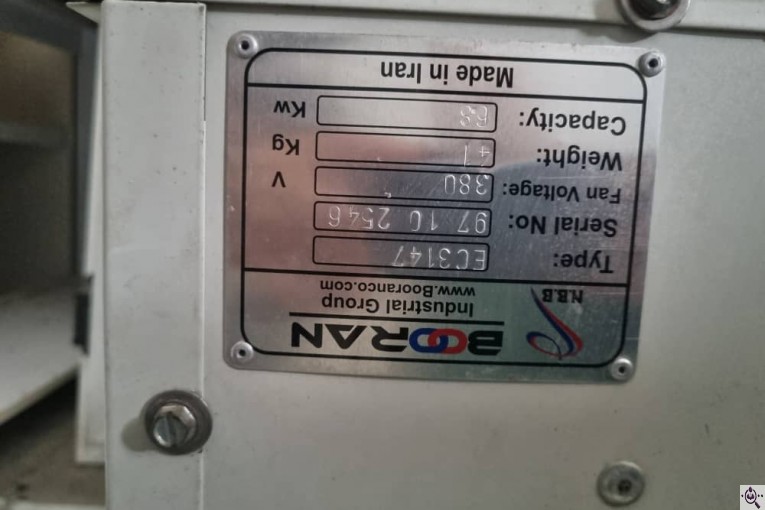 BOORAN
N.B.B
Industrial Group
www.Booranco.com
Type: EC3147
Serial No: 97 10 2546
Fan Voltage: 380 V
Weight: 41 Kg
Capacity: 68 Kw
Made in Iran